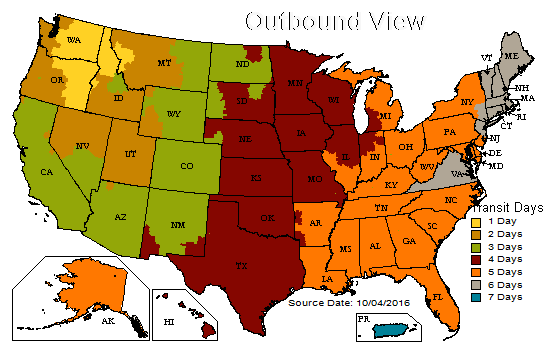 Outbound View
WA
MT
ND
MN
VT
ME
OR
ID
SD
WI
MI
NY
NH
MA
RI
CT
WY
NE
IA
PA
NJ
NV
UT
CO
IL
IN
OH
DE
MD
CA
KS
MO
WV
VA
KY
NC
AZ
NM
OK
AR
TN
SC
TX
LA
MS
AL
GA
FL
AK
HI
PR
Transit Days
1 Day
2 Days
3 Days
4 Days
5 Days
6 Days
7 Days
Source Date: 10/04/2016